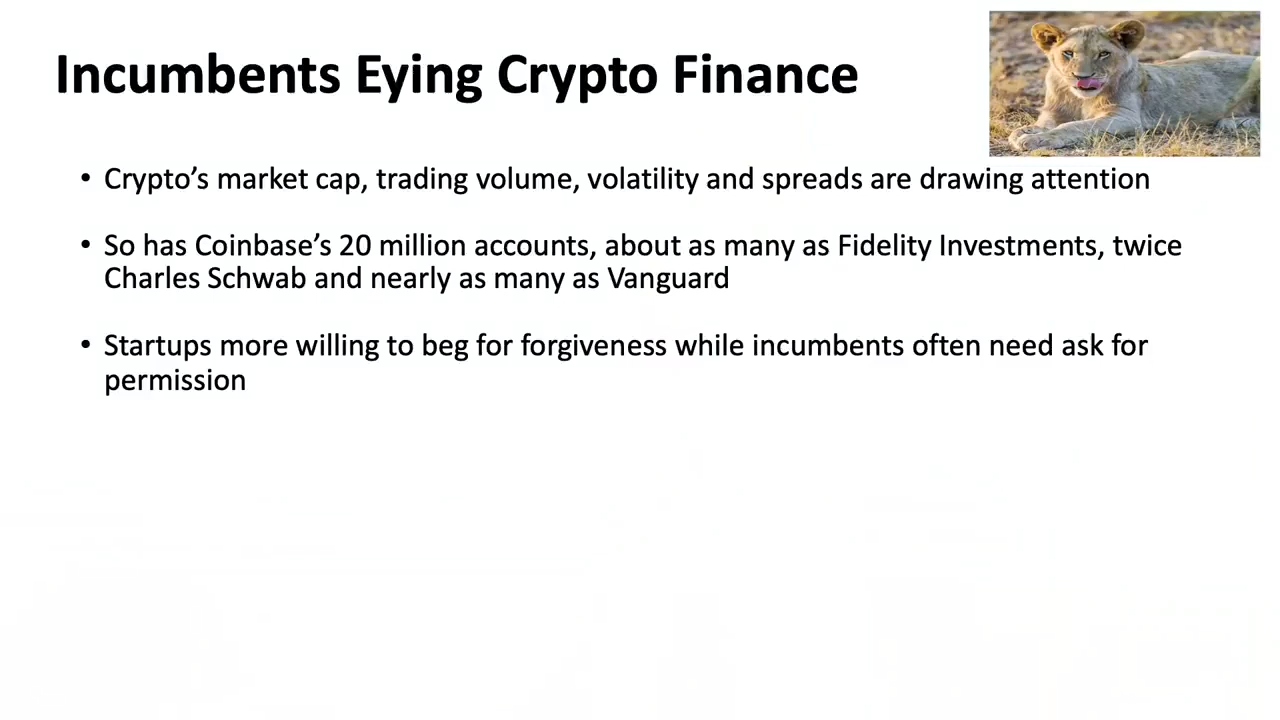 Incumbents Eying Crypto Finance
• Crypto’s market cap, trading volume, volatility and spreads are drawing attention
• So has Coinbase’s 20 million accounts, about as many as Fidelity Investments, twice
Charles Schwab and nearly as many as Vanguard
• Startups more willing to beg for forgiveness while incumbents often need ask for
permission